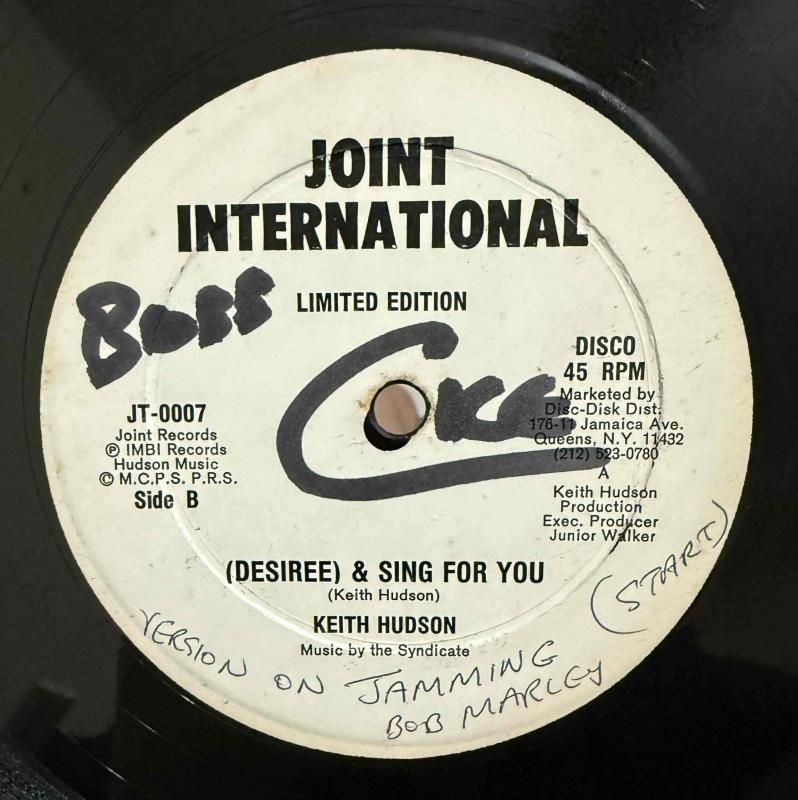 JOINT
INTERNATIONAL
Boss
LIMITED EDITION
JT-0007
Joint Records
Ⓟ IMBI Records
Hudson Music
© M.C.P.S. P.R.S.
Side B
DISCO
45 RPM
Marketed by
Disc-Disk Dist.
176-11 Jamaica Ave.
Queens, N.Y. 11432
(212) 523-0780
A
Keith Hudson
Production
Exec. Producer
Junior Walker
(DESIREE) & SING FOR YOU
(Keith Hudson)
KEITH HUDSON
Music by the Syndicate
(START)
VERSION ON JAMMING
BOB MARLEY